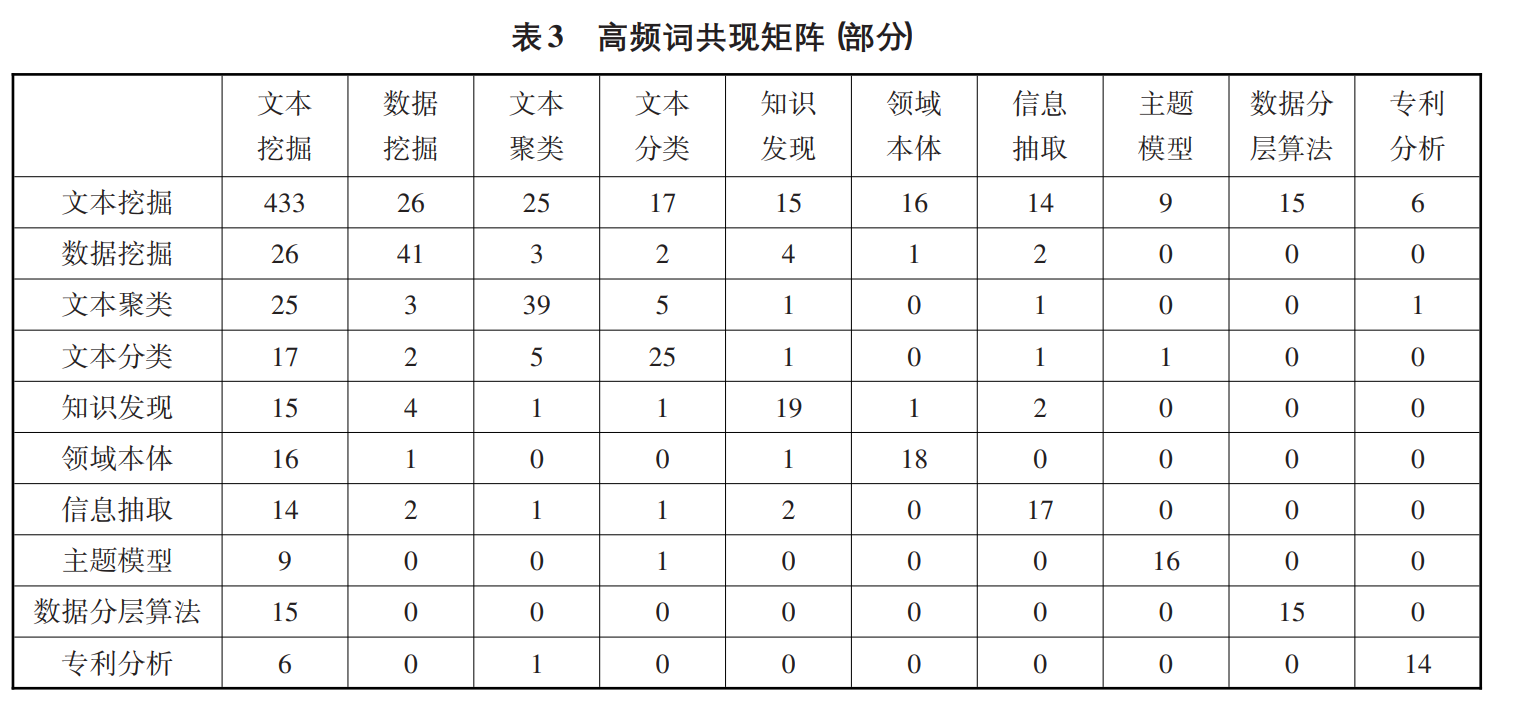 表3 高频词共现矩阵(部分)
文本 数据 文本 文本 知识 领域 信息 主题 数据分 专利
挖掘 挖掘 聚类 分类 发现 本体 抽取 模型 层算法 分析
文本挖掘 433 26 25 17 15 16 14 9 15 6
数据挖掘 26 41 3 2 4 1 2 0 0 0
文本聚类 25 3 39 5 1 0 1 0 0 1
文本分类 17 2 5 25 1 0 1 1 0 0
知识发现 15 4 1 1 19 1 2 0 0 0
领域本体 16 1 0 0 1 18 0 0 0 0
信息抽取 14 2 1 1 2 0 17 0 0 0
主题模型 9 0 0 1 0 0 0 16 0 0
数据分层算法 15 0 0 0 0 0 0 0 15 0
专利分析 6 0 1 0 0 0 0 0 0 14